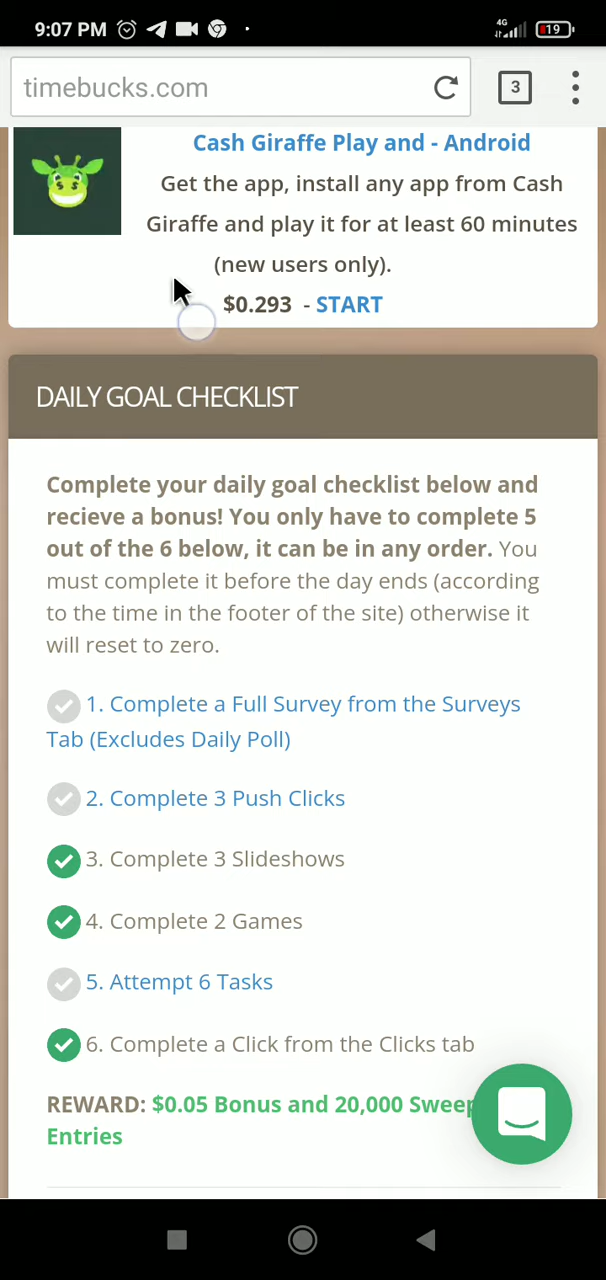 9:07 PM
4G
19
timebucks.com
3
Cash Giraffe Play and - Android
Get the app, install any app from Cash
Giraffe and play it for at least 60 minutes
(new users only).
$0.293 - START
DAILY GOAL CHECKLIST
Complete your daily goal checklist below and
recieve a bonus! You only have to complete 5
out of the 6 below, it can be in any order. You
must complete it before the day ends (according
to the time in the footer of the site) otherwise it
will reset to zero.
1. Complete a Full Survey from the Surveys
Tab (Excludes Daily Poll)
2. Complete 3 Push Clicks
3. Complete 3 Slideshows
4. Complete 2 Games
5. Attempt 6 Tasks
6. Complete a Click from the Clicks tab
REWARD: $0.05 Bonus and 20,000 Sweep
Entries